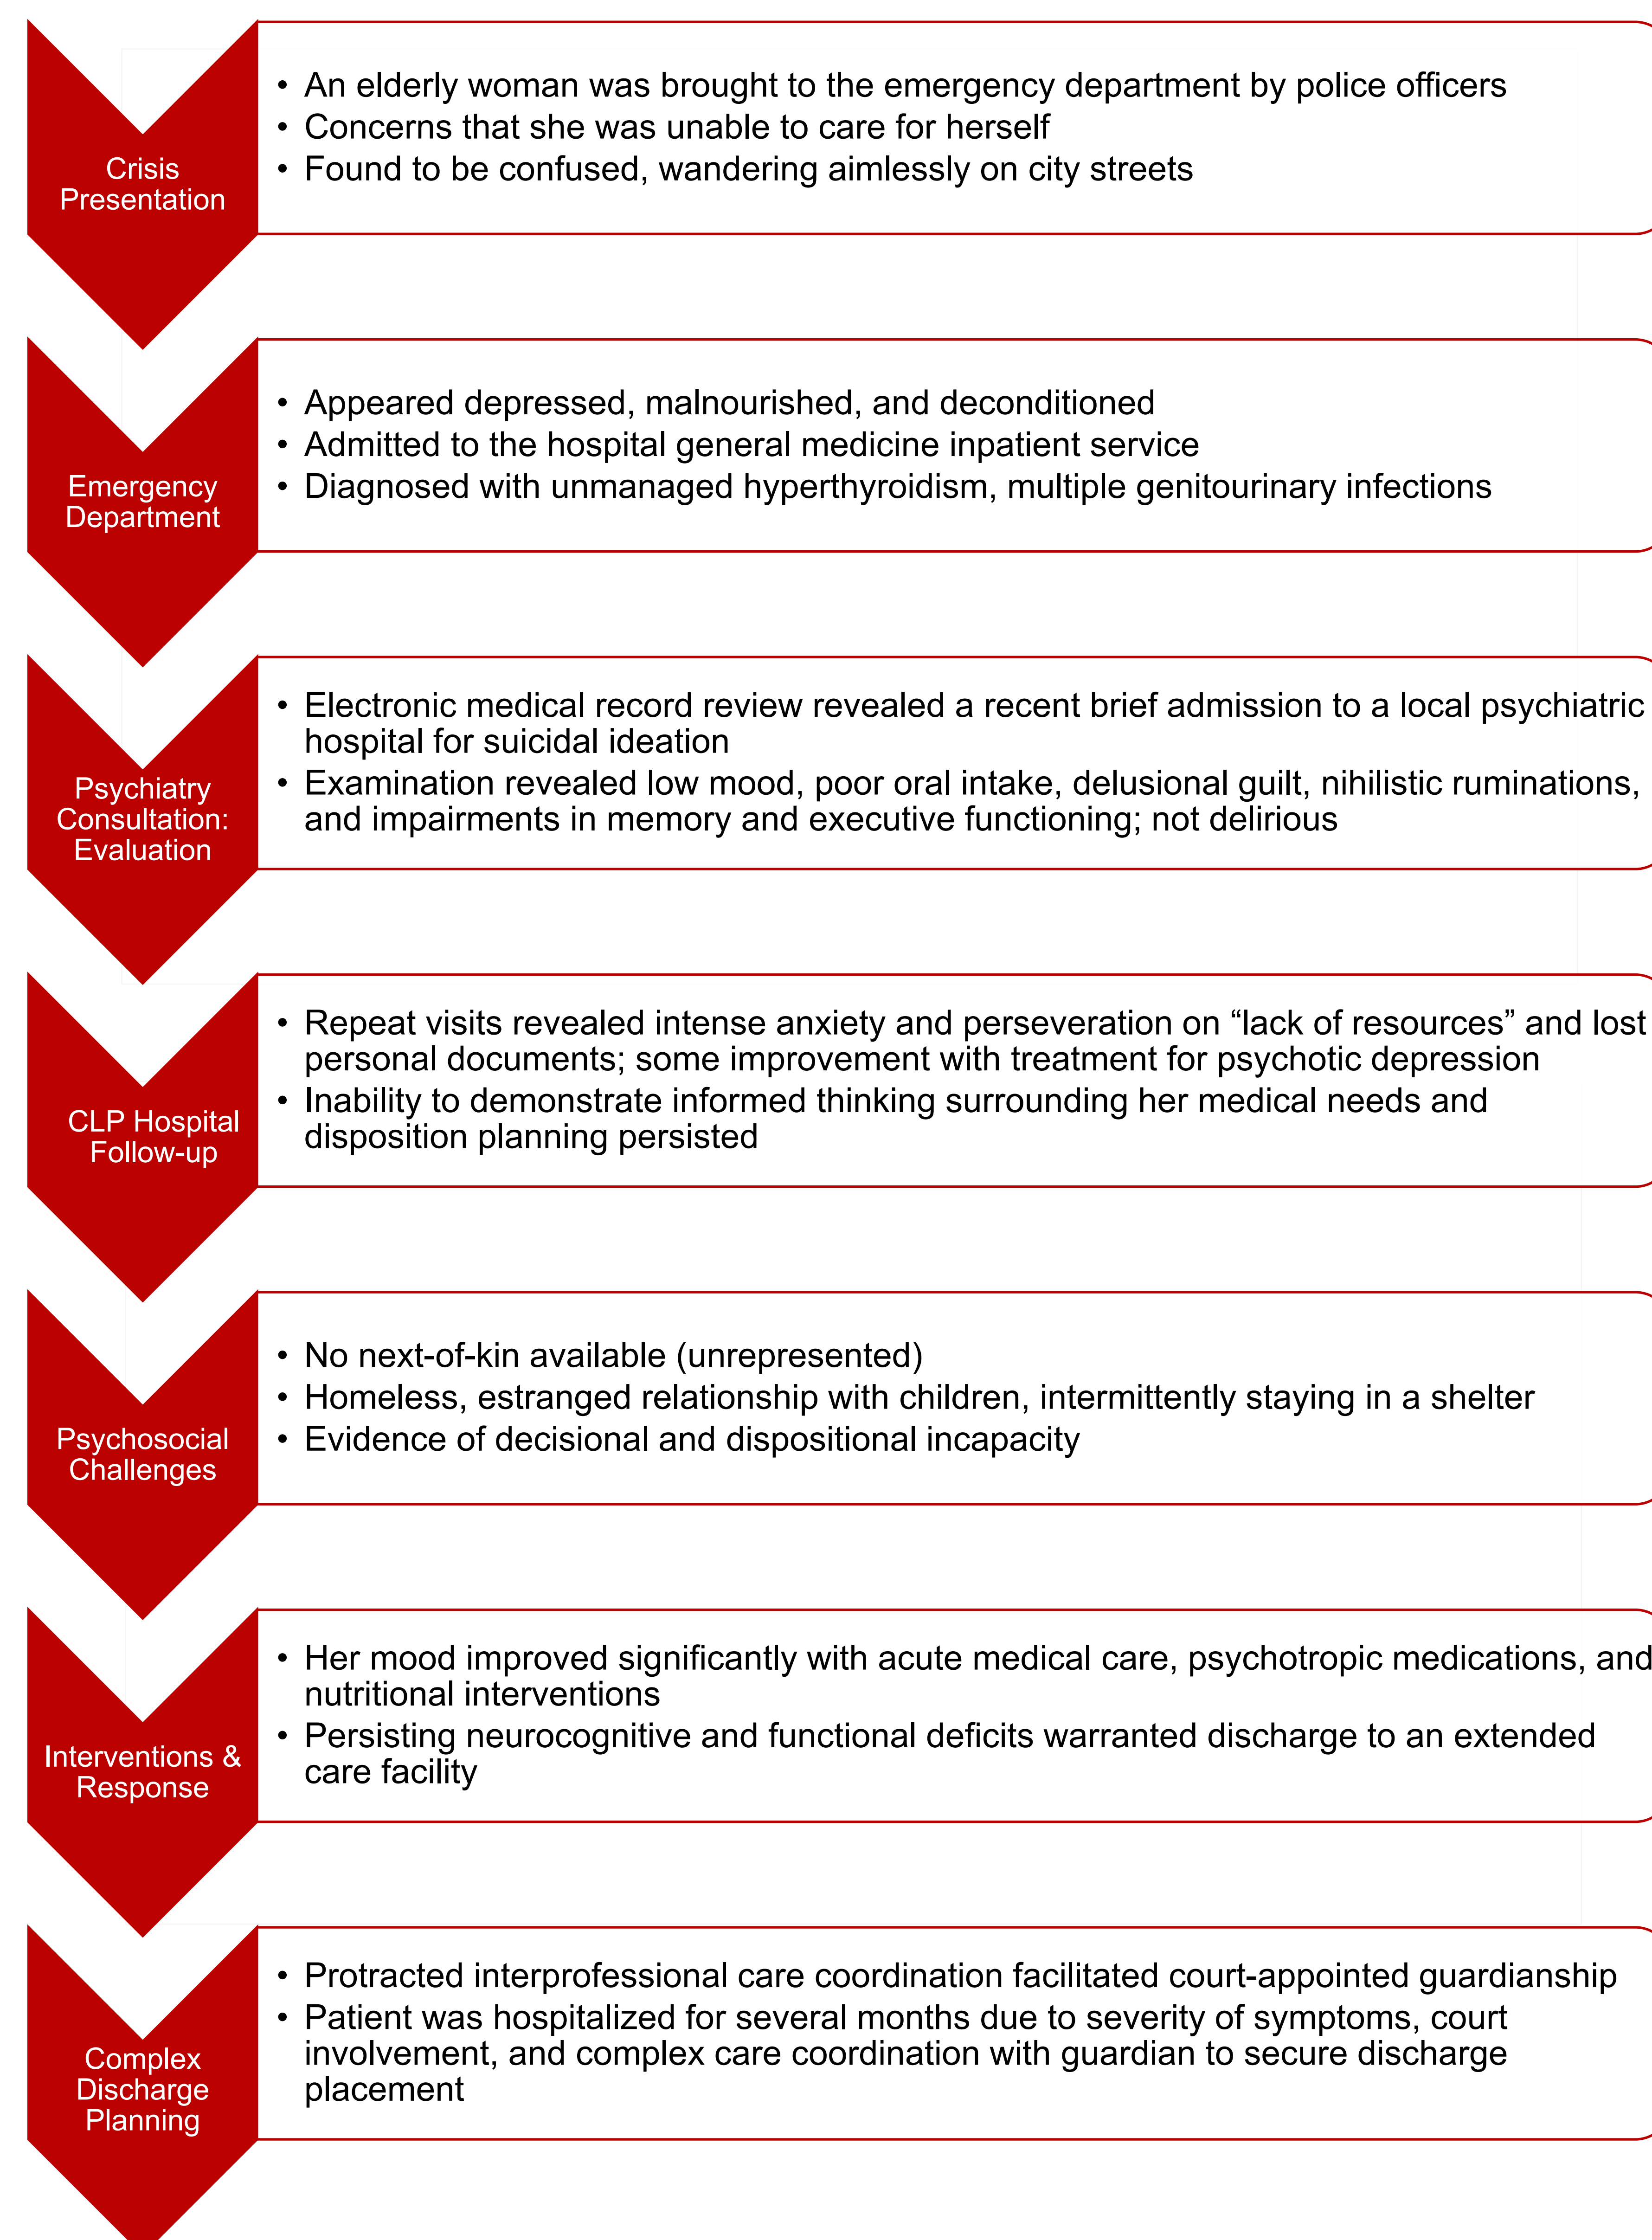 Crisis
Presentation
• An elderly woman was brought to the emergency department by police officers
• Concerns that she was unable to care for herself
• Found to be confused, wandering aimlessly on city streets
Emergency
Department
• Appeared depressed, malnourished, and deconditioned
• Admitted to the hospital general medicine inpatient service
• Diagnosed with unmanaged hyperthyroidism, multiple genitourinary infections
Psychiatry
Consultation:
Evaluation
• Electronic medical record review revealed a recent brief admission to a local psychiatric
hospital for suicidal ideation
• Examination revealed low mood, poor oral intake, delusional guilt, nihilistic ruminations,
and impairments in memory and executive functioning; not delirious
CLP Hospital
Follow-up
• Repeat visits revealed intense anxiety and perseveration on “lack of resources” and lost
personal documents; some improvement with treatment for psychotic depression
• Inability to demonstrate informed thinking surrounding her medical needs and
disposition planning persisted
Psychosocial
Challenges
• No next-of-kin available (unrepresented)
• Homeless, estranged relationship with children, intermittently staying in a shelter
• Evidence of decisional and dispositional incapacity
Interventions &
Response
• Her mood improved significantly with acute medical care, psychotropic medications, and
nutritional interventions
• Persisting neurocognitive and functional deficits warranted discharge to an extended
care facility
Complex
Discharge
Planning
• Protracted interprofessional care coordination facilitated court-appointed guardianship
• Patient was hospitalized for several months due to severity of symptoms, court
involvement, and complex care coordination with guardian to secure discharge
placement